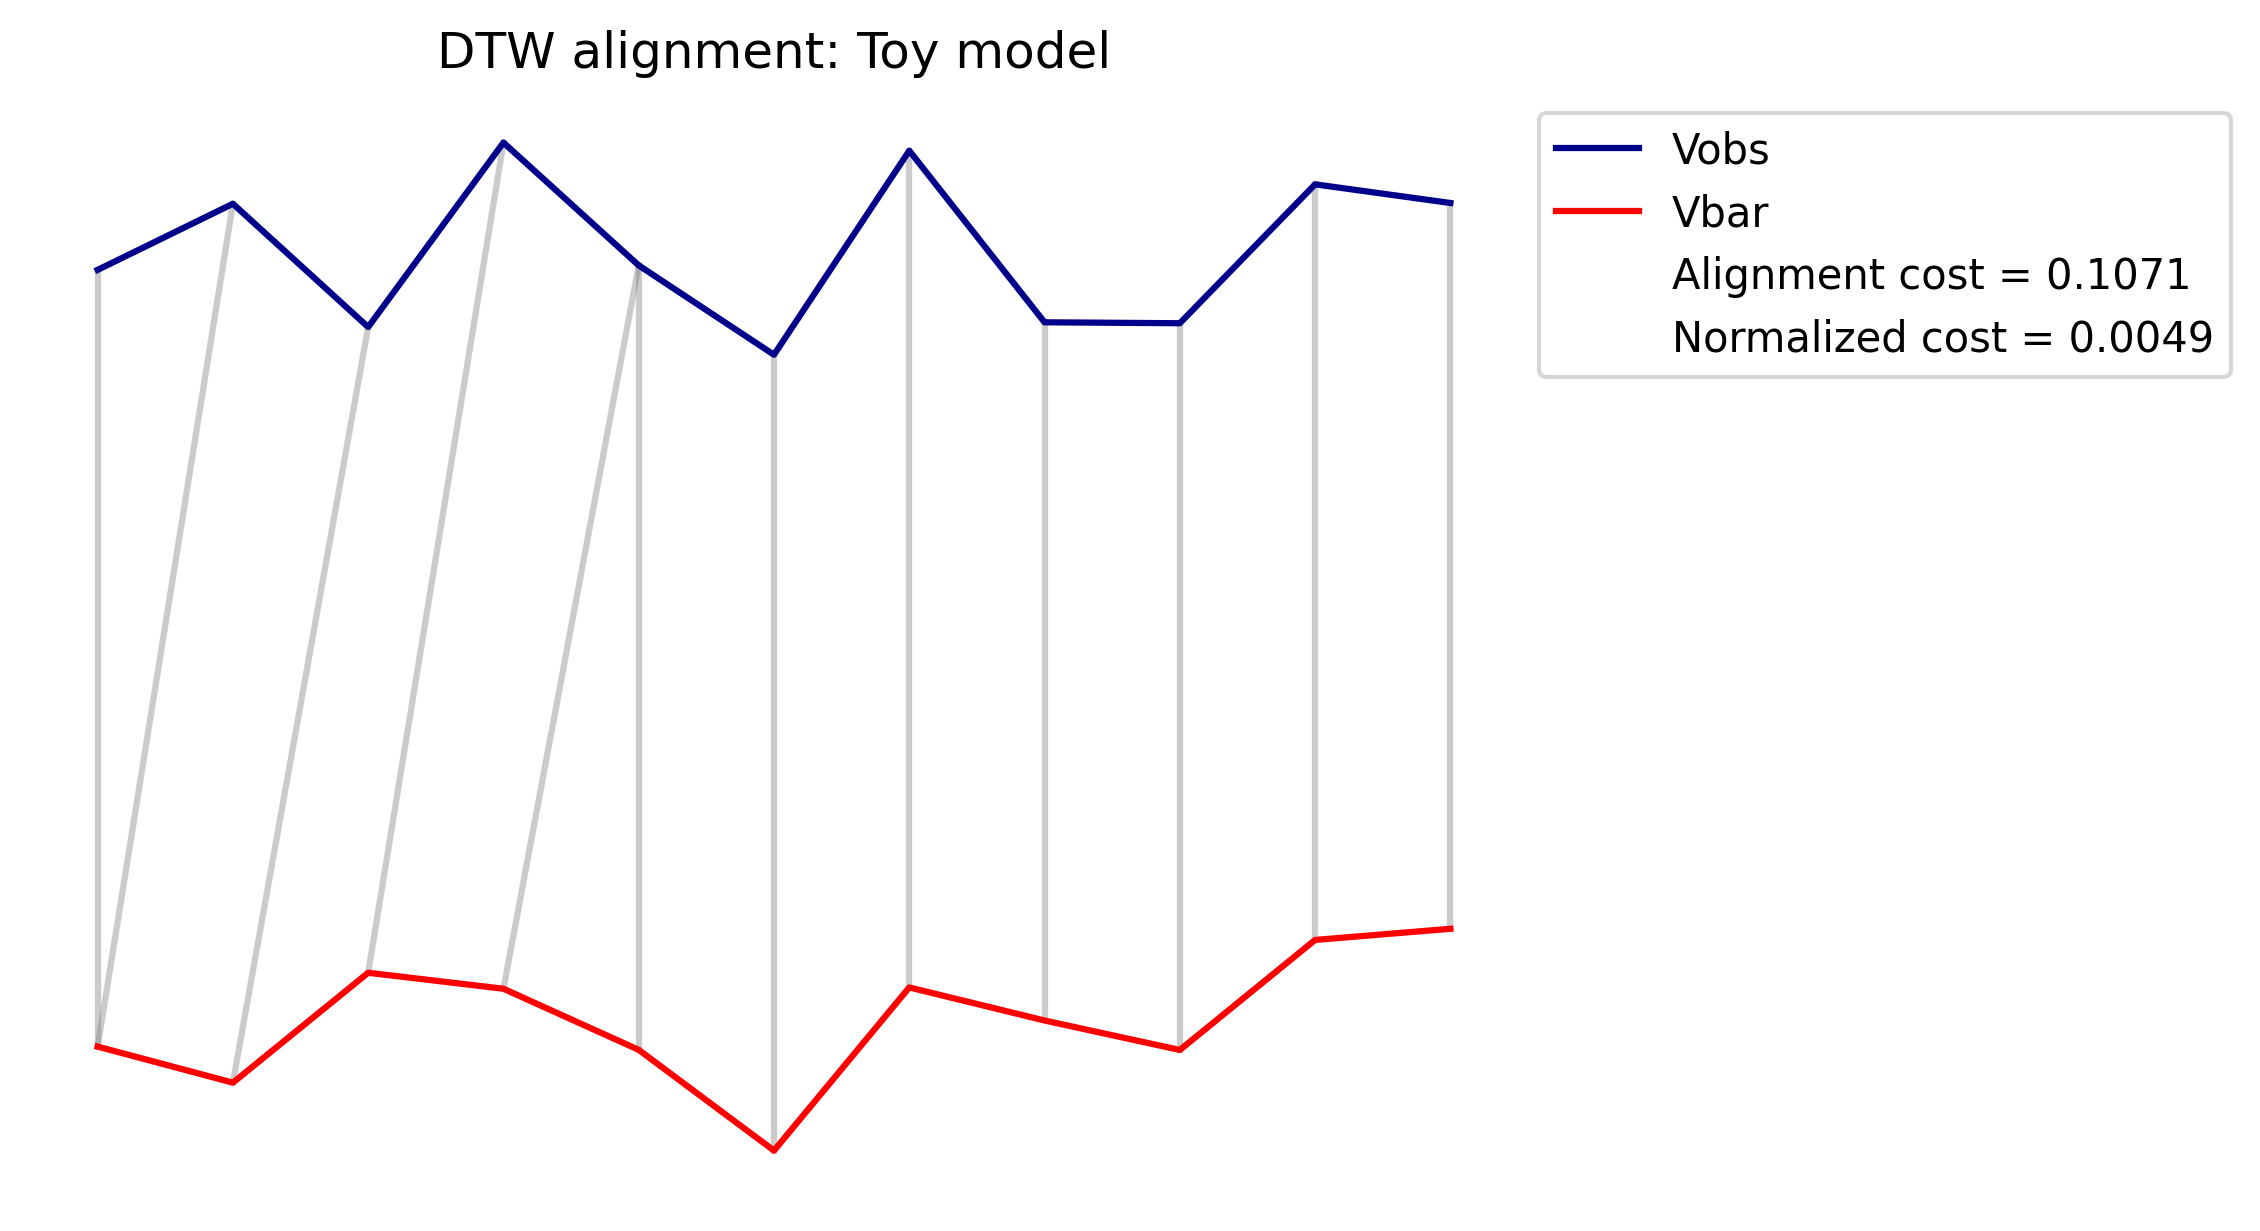 DTW alignment: Toy model
Vobs
Vbar
Alignment cost = 0.1071
Normalized cost = 0.0049